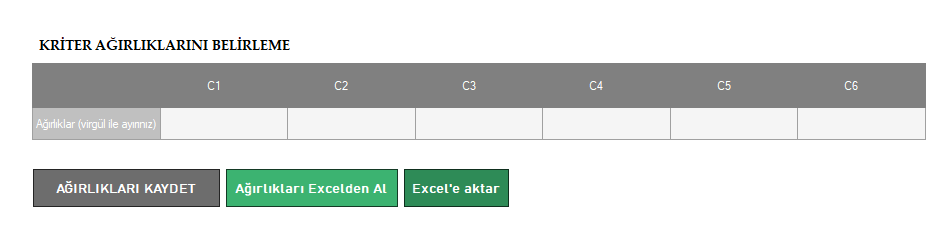 KRİTER AĞIRLIKLARINI BELİRLEME
C1 C2 C3 C4 C5 C6
Ağırlıklar (virgül ile ayırınız)
AĞIRLIKLARI KAYDET Ağırlıkları Excelden Al Excel'e aktar